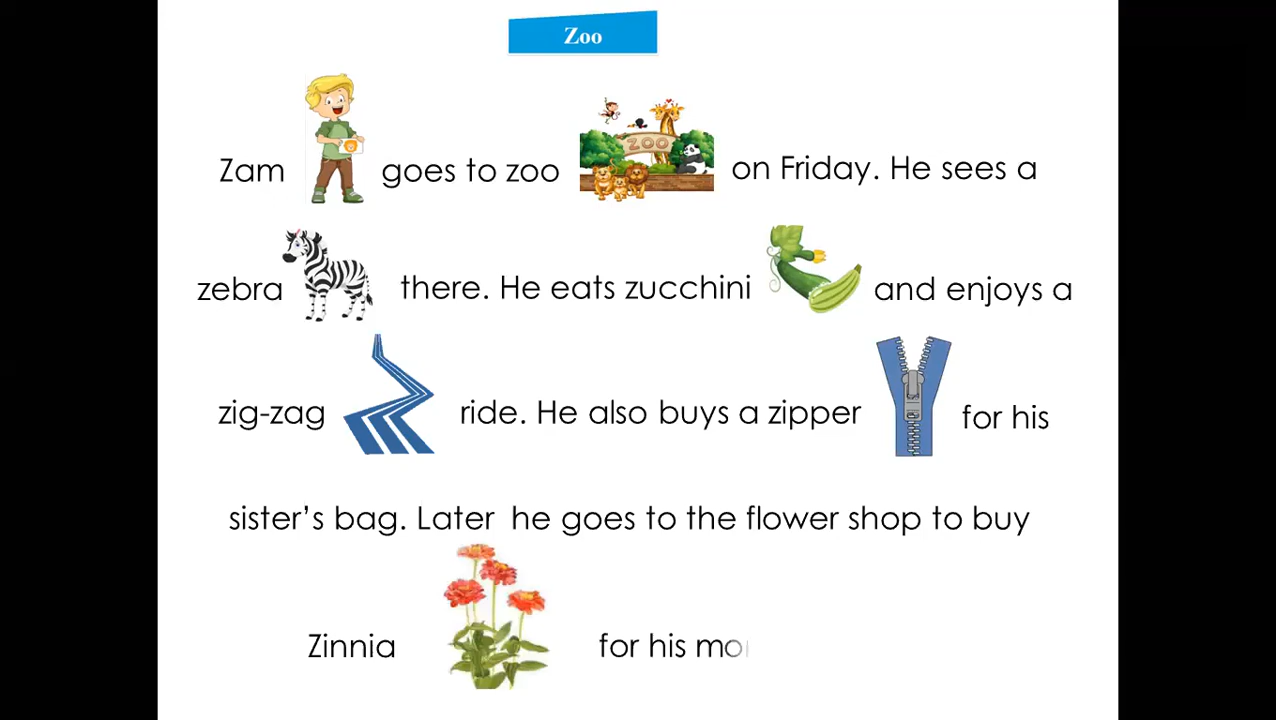 Zoo
Zam goes to zoo ZOO on Friday. He sees a
zebra there. He eats zucchini and enjoys a
zig-zag ride. He also buys a zipper for his
sister’s bag. Later he goes to the flower shop to buy
Zinnia for his